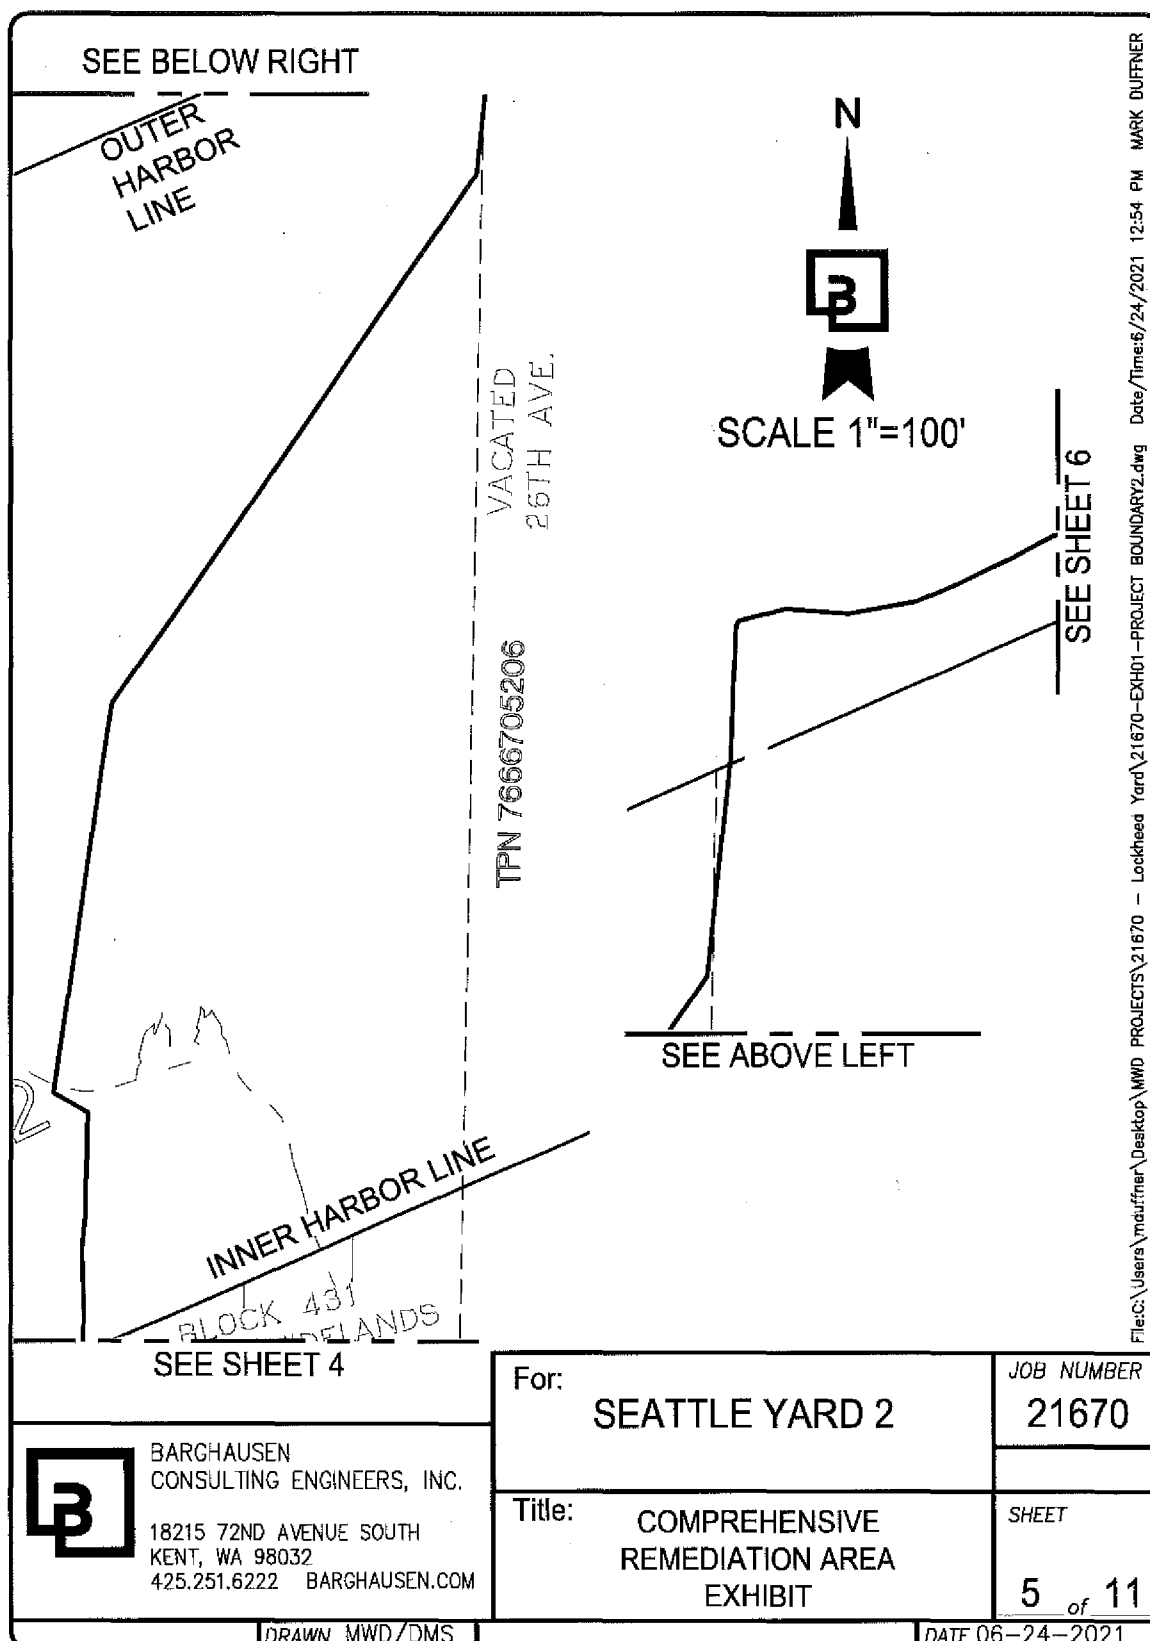 SEE BELOW RIGHT
OUTER
HARBOR
LINE
N
B
SCALE 1"=100'
VACATED
26TH AVE.
TPN 7666705206
SEE SHEET 6
SEE ABOVE LEFT
2
INNER HARBOR LINE
BLOCK 431
SEE SHEET 4
File:C:\Users\mduffner\Desktop\MWD PROJECTS\21670 - Lockheed Yard\21670-EXH01-PROJECT BOUNDARY2.dwg Date/Time:6/24/2021 12:54 PM MARK DUFFNER
For:
SEATTLE YARD 2
JOB NUMBER
21670
B
BARGHAUSEN
CONSULTING ENGINEERS, INC.
18215 72ND AVENUE SOUTH
KENT, WA 98032
425.251.6222 BARGHAUSEN.COM
Title:
COMPREHENSIVE
REMEDIATION AREA
EXHIBIT
SHEET
5 of 11
DRAWN MWD/DMS
DATE 06-24-2021